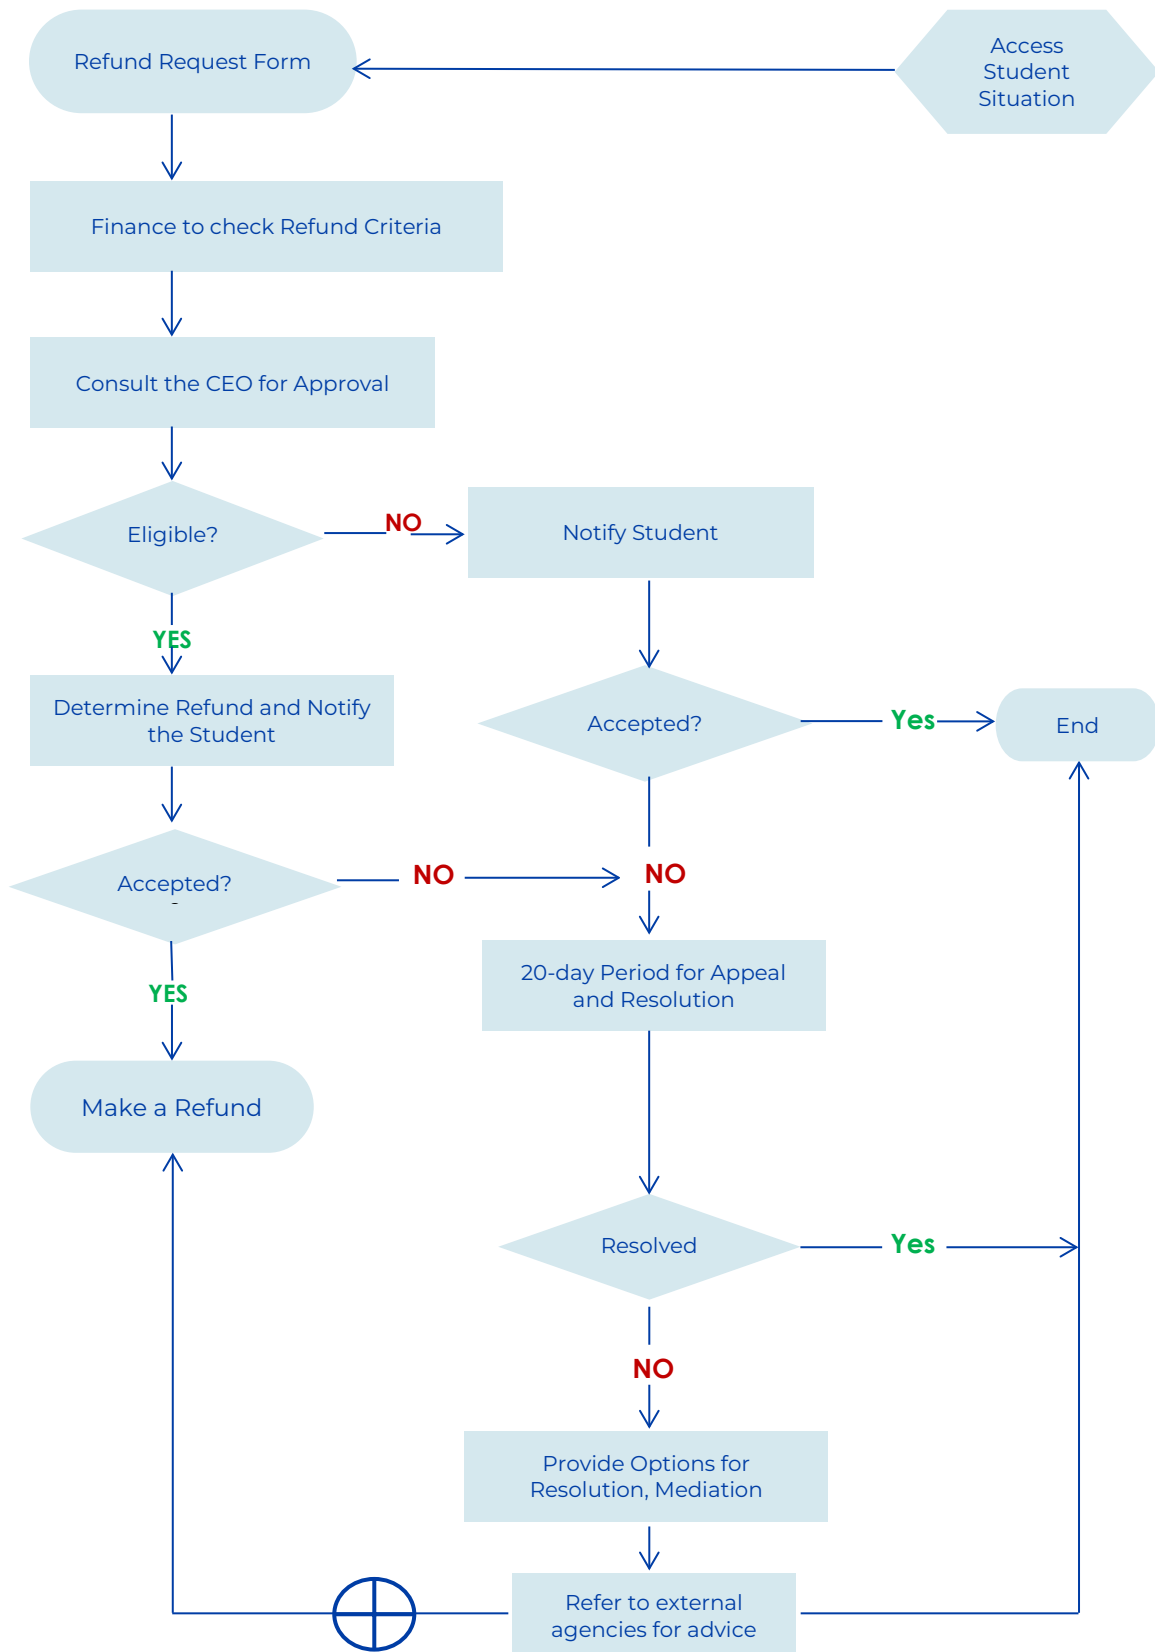 Refund Request Form
Access
Student
Situation
Finance to check Refund Criteria
Consult the CEO for Approval
Eligible?
NO
Notify Student
YES
Determine Refund and Notify
the Student
Accepted?
Yes
End
Accepted?
NO
NO
20-day Period for Appeal
and Resolution
YES
Make a Refund
Resolved
Yes
NO
Provide Options for
Resolution, Mediation
Refer to external
agencies for advice